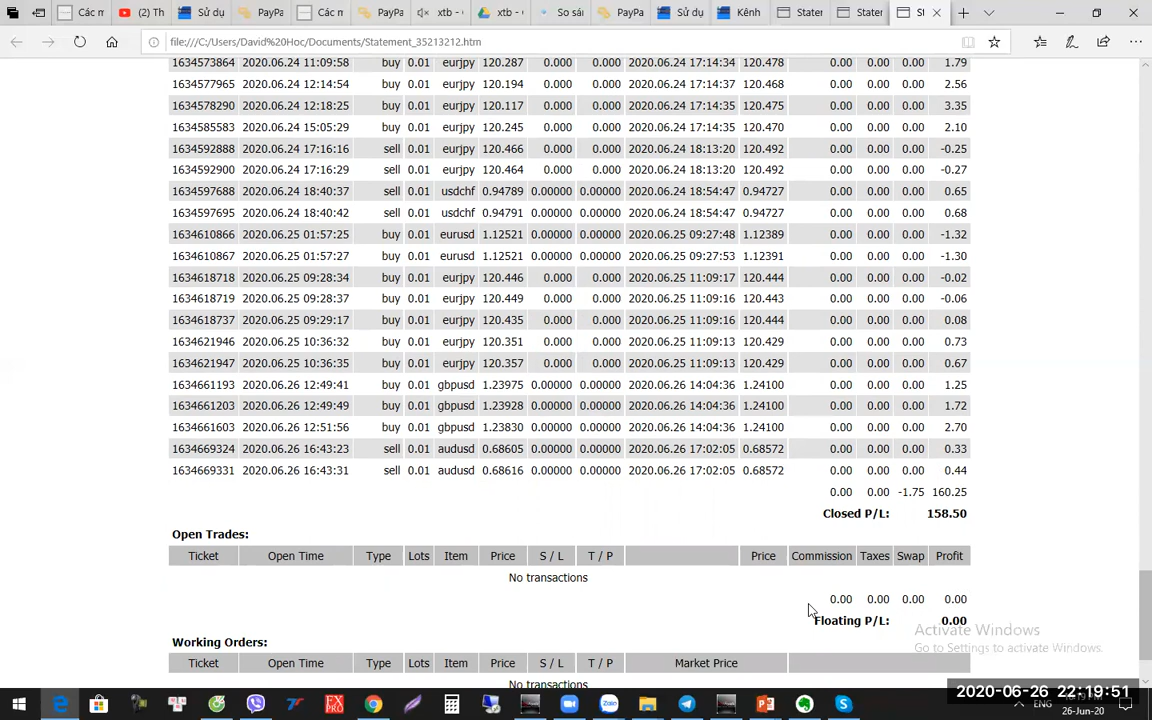 Các n
(2) Th
Sử dụ
PayPa
Các r
PayPa
xtb -
xtb -
So sái
PayPa
Sử dụ
Kênh
Stater
Stater
St
file:///C:/Users/David%20Hoc/Documents/Statement_35213212.htm
1634573864 2020.06.24 11:09:58 buy 0.01 eurjpy 120.287 0.000 0.000 2020.06.24 17:14:34 120.478 0.00 0.00 0.00 1.79
1634577965 2020.06.24 12:14:54 buy 0.01 eurjpy 120.194 0.000 0.000 2020.06.24 17:14:37 120.468 0.00 0.00 0.00 2.56
1634578290 2020.06.24 12:18:25 buy 0.01 eurjpy 120.117 0.000 0.000 2020.06.24 17:14:35 120.475 0.00 0.00 0.00 3.35
1634585583 2020.06.24 15:05:29 buy 0.01 eurjpy 120.245 0.000 0.000 2020.06.24 17:14:35 120.470 0.00 0.00 0.00 2.10
1634592888 2020.06.24 17:16:16 sell 0.01 eurjpy 120.466 0.000 0.000 2020.06.24 18:13:20 120.492 0.00 0.00 0.00 -0.25
1634592900 2020.06.24 17:16:29 sell 0.01 eurjpy 120.464 0.000 0.000 2020.06.24 18:13:20 120.492 0.00 0.00 0.00 -0.27
1634597688 2020.06.24 18:40:37 sell 0.01 usdchf 0.94789 0.00000 0.00000 2020.06.24 18:54:47 0.94727 0.00 0.00 0.00 0.65
1634597695 2020.06.24 18:40:42 sell 0.01 usdchf 0.94791 0.00000 0.00000 2020.06.24 18:54:47 0.94727 0.00 0.00 0.00 0.68
1634610866 2020.06.25 01:57:25 buy 0.01 eurusd 1.12521 0.00000 0.00000 2020.06.25 09:27:48 1.12389 0.00 0.00 0.00 -1.32
1634610867 2020.06.25 01:57:27 buy 0.01 eurusd 1.12521 0.00000 0.00000 2020.06.25 09:27:53 1.12391 0.00 0.00 0.00 -1.30
1634618718 2020.06.25 09:28:34 buy 0.01 eurjpy 120.446 0.000 0.000 2020.06.25 11:09:17 120.444 0.00 0.00 0.00 -0.02
1634618719 2020.06.25 09:28:37 buy 0.01 eurjpy 120.449 0.000 0.000 2020.06.25 11:09:16 120.443 0.00 0.00 0.00 -0.06
1634618737 2020.06.25 09:29:17 buy 0.01 eurjpy 120.435 0.000 0.000 2020.06.25 11:09:16 120.444 0.00 0.00 0.00 0.08
1634621946 2020.06.25 10:36:32 buy 0.01 eurjpy 120.351 0.000 0.000 2020.06.25 11:09:13 120.429 0.00 0.00 0.00 0.73
1634621947 2020.06.25 10:36:35 buy 0.01 eurjpy 120.357 0.000 0.000 2020.06.25 11:09:13 120.429 0.00 0.00 0.00 0.67
1634661193 2020.06.26 12:49:41 buy 0.01 gbpusd 1.23975 0.00000 0.00000 2020.06.26 14:04:36 1.24100 0.00 0.00 0.00 1.25
1634661203 2020.06.26 12:49:49 buy 0.01 gbpusd 1.23928 0.00000 0.00000 2020.06.26 14:04:36 1.24100 0.00 0.00 0.00 1.72
1634661603 2020.06.26 12:51:56 buy 0.01 gbpusd 1.23830 0.00000 0.00000 2020.06.26 14:04:36 1.24100 0.00 0.00 0.00 2.70
1634669324 2020.06.26 16:43:23 sell 0.01 audusd 0.68605 0.00000 0.00000 2020.06.26 17:02:05 0.68572 0.00 0.00 0.00 0.33
1634669331 2020.06.26 16:43:31 sell 0.01 audusd 0.68616 0.00000 0.00000 2020.06.26 17:02:05 0.68572 0.00 0.00 0.00 0.44
0.00 0.00 -1.75 160.25
Closed P/L: 158.50
Open Trades:
Ticket Open Time Type Lots Item Price S / L T / P Price Commission Taxes Swap Profit
No transactions
0.00 0.00 0.00 0.00
Floating P/L: 0.00
Activate Windows
Go to Settings to activate Windows.
Working Orders:
Ticket Open Time Type Lots Item Price S / L T / P Market Price
No transactions
2020-06-26 22:19:51
ENG
26-Jun-20